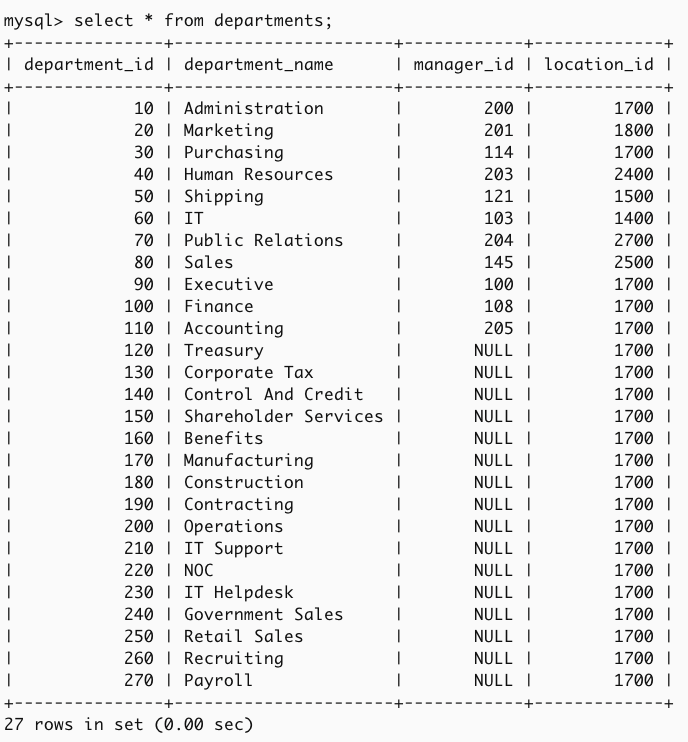 mysql> select * from departments;
+---------------+----------------------+------------+-------------+
| department_id | department_name      | manager_id | location_id |
+---------------+----------------------+------------+-------------+
|            10 | Administration       |        200 |        1700 |
|            20 | Marketing            |        201 |        1800 |
|            30 | Purchasing           |        114 |        1700 |
|            40 | Human Resources      |        203 |        2400 |
|            50 | Shipping             |        121 |        1500 |
|            60 | IT                   |        103 |        1400 |
|            70 | Public Relations     |        204 |        2700 |
|            80 | Sales                |        145 |        2500 |
|            90 | Executive            |        100 |        1700 |
|           100 | Finance              |        108 |        1700 |
|           110 | Accounting           |        205 |        1700 |
|           120 | Treasury             |       NULL |        1700 |
|           130 | Corporate Tax        |       NULL |        1700 |
|           140 | Control And Credit   |       NULL |        1700 |
|           150 | Shareholder Services |       NULL |        1700 |
|           160 | Benefits             |       NULL |        1700 |
|           170 | Manufacturing        |       NULL |        1700 |
|           180 | Construction         |       NULL |        1700 |
|           190 | Contracting          |       NULL |        1700 |
|           200 | Operations           |       NULL |        1700 |
|           210 | IT Support           |       NULL |        1700 |
|           220 | NOC                  |       NULL |        1700 |
|           230 | IT Helpdesk          |       NULL |        1700 |
|           240 | Government Sales     |       NULL |        1700 |
|           250 | Retail Sales         |       NULL |        1700 |
|           260 | Recruiting           |       NULL |        1700 |
|           270 | Payroll              |       NULL |        1700 |
+---------------+----------------------+------------+-------------+
27 rows in set (0.00 sec)